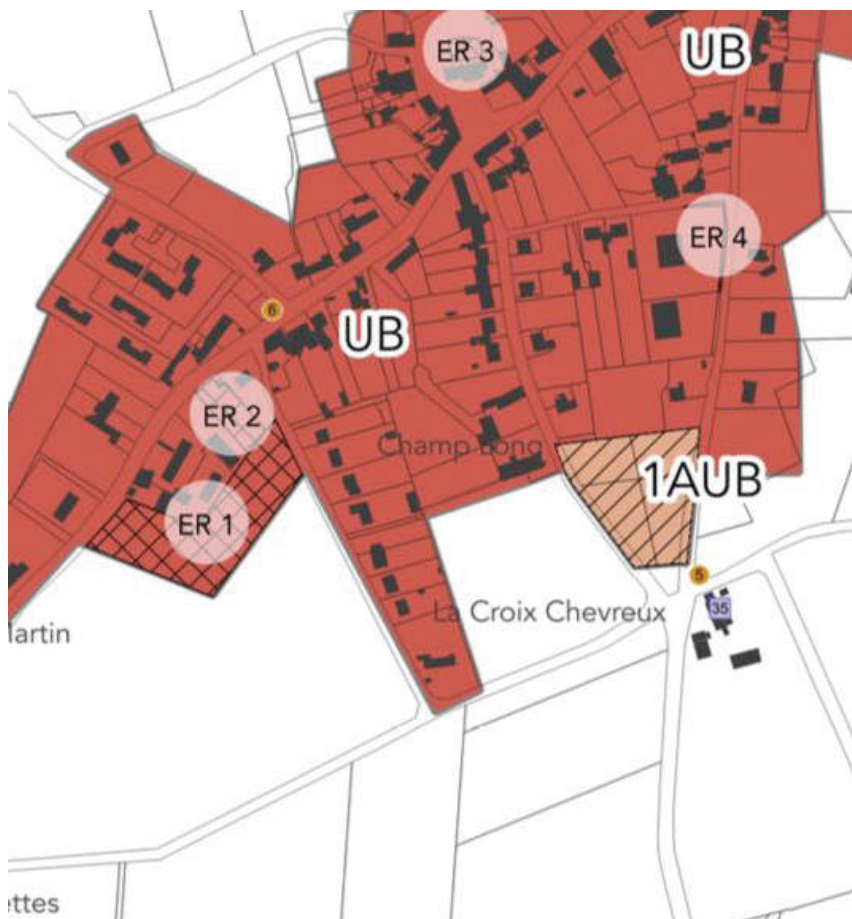 ER 3
UB
ER 4
6
UB
ER 2
Champ Long
1AUB
ER 1
5
35
La Croix Chevreux
Martin
ettes